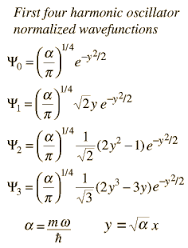 First four harmonic oscillator
normalized wavefunctions
Ψ₀ = (α/π)^1/4 e^-y²/2
Ψ₁ = (α/π)^1/4 √2 y e^-y²/2
Ψ₂ = (α/π)^1/4 1/√2 (2y² – 1) e^-y²/2
Ψ₃ = (α/π)^1/4 1/√3 (2y³ – 3y) e^-y²/2
α = mω/ħ y = √α x